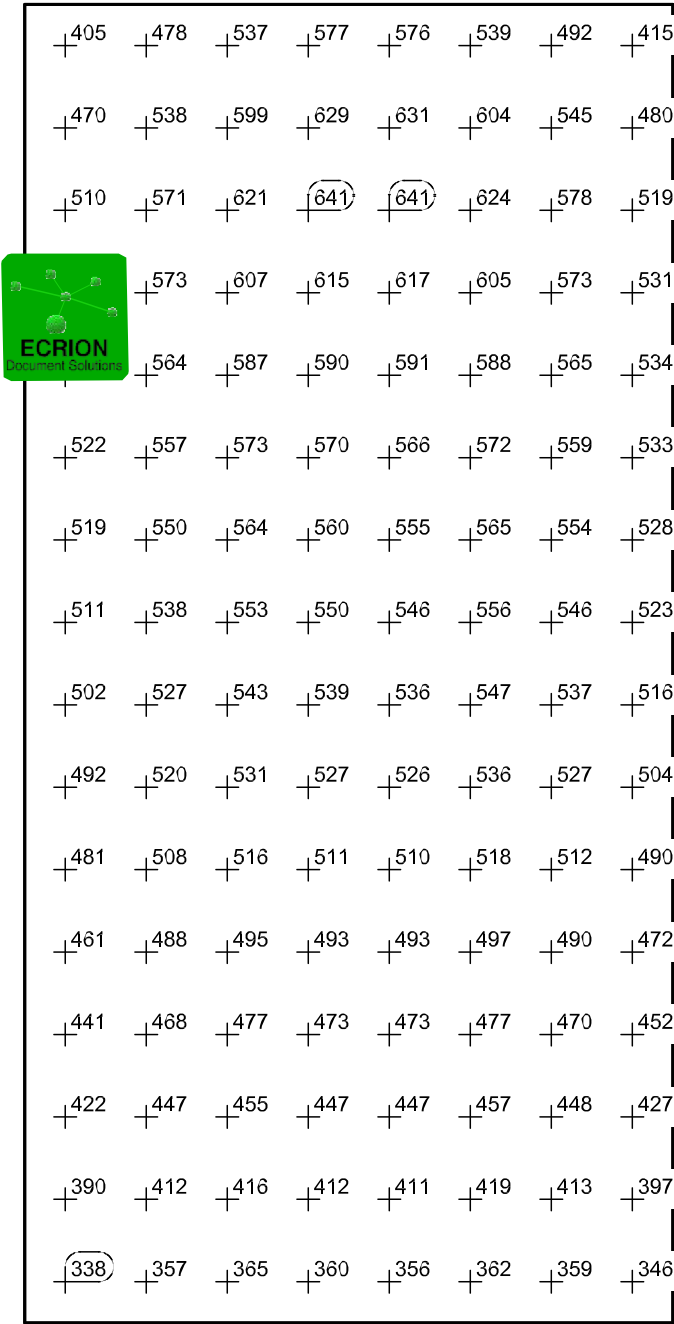 405 478 537 577 576 539 492 415
470 538 599 629 631 604 545 480
510 571 621 641 641 624 578 519
573 607 615 617 605 573 531
ECRION
Document Solutions
564 587 590 591 588 565 534
522 557 573 570 566 572 559 533
519 550 564 560 555 565 554 528
511 538 553 550 546 556 546 523
502 527 543 539 536 547 537 516
492 520 531 527 526 536 527 504
481 508 516 511 510 518 512 490
461 488 495 493 493 497 490 472
441 468 477 473 473 477 470 452
422 447 455 447 447 457 448 427
390 412 416 412 411 419 413 397
338 357 365 360 356 362 359 346